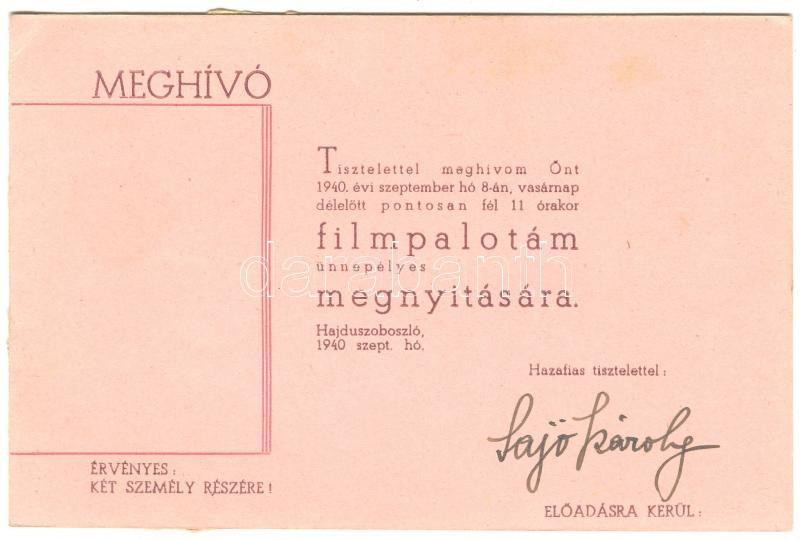 MEGHÍVÓ
Tisztelettel meghivom Önt
1940. évi szeptember hó 8-án, vasárnap
délelőtt pontosan fél 11 órakor
filmpalotám
ünnepélyes
megnyitására.
Hajduszoboszló,
1940 szept. hó.
Hazafias tisztelettel:
Sajó Károly
ELŐADÁSRA KERÜL:
ÉRVÉNYES:
KÉT SZEMÉLY RÉSZÉRE!
darabanth